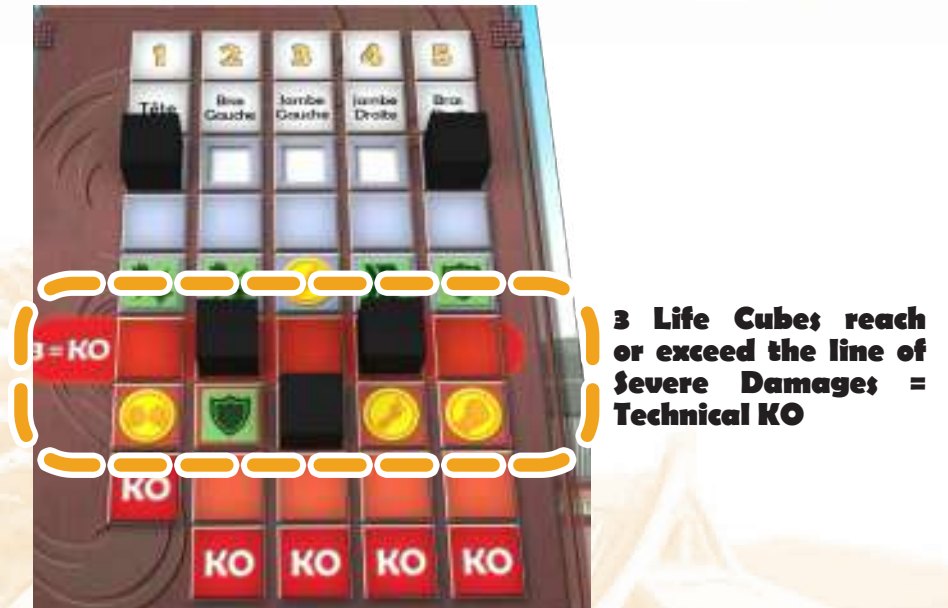 1 2 3 4 5
Tête Bras Gauche Jambe Gauche Jambe Droite Bras
3 = KO
3 Life Cubes reach
or exceed the line of
Severe Damages =
Technical KO
KO
KO KO KO KO